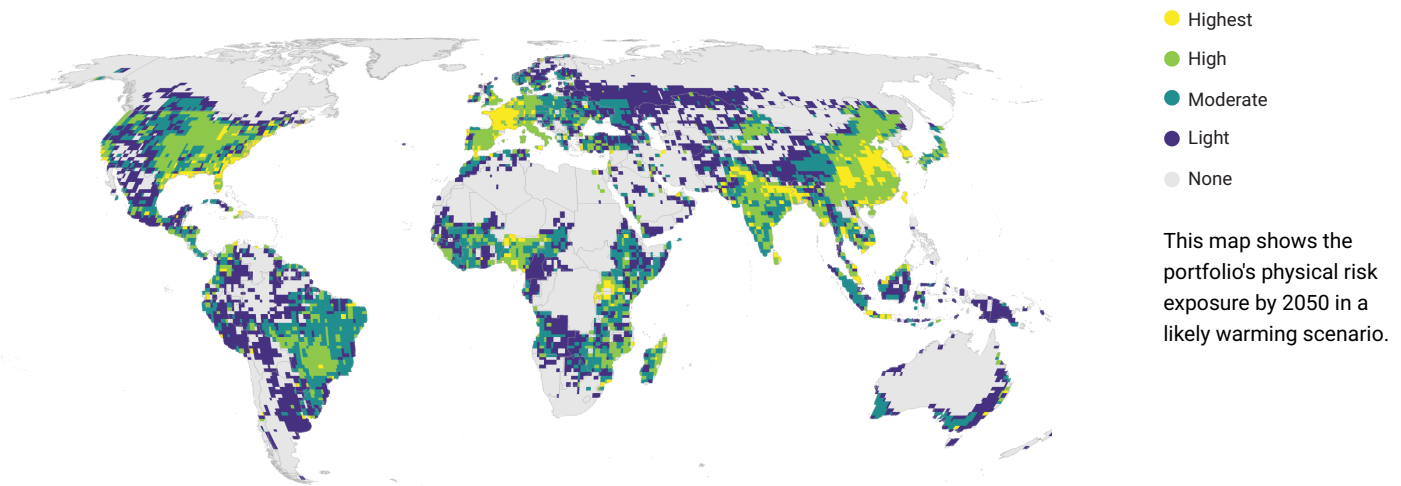 Highest
High
Moderate
Light
None
This map shows the
portfolio's physical risk
exposure by 2050 in a
likely warming scenario.